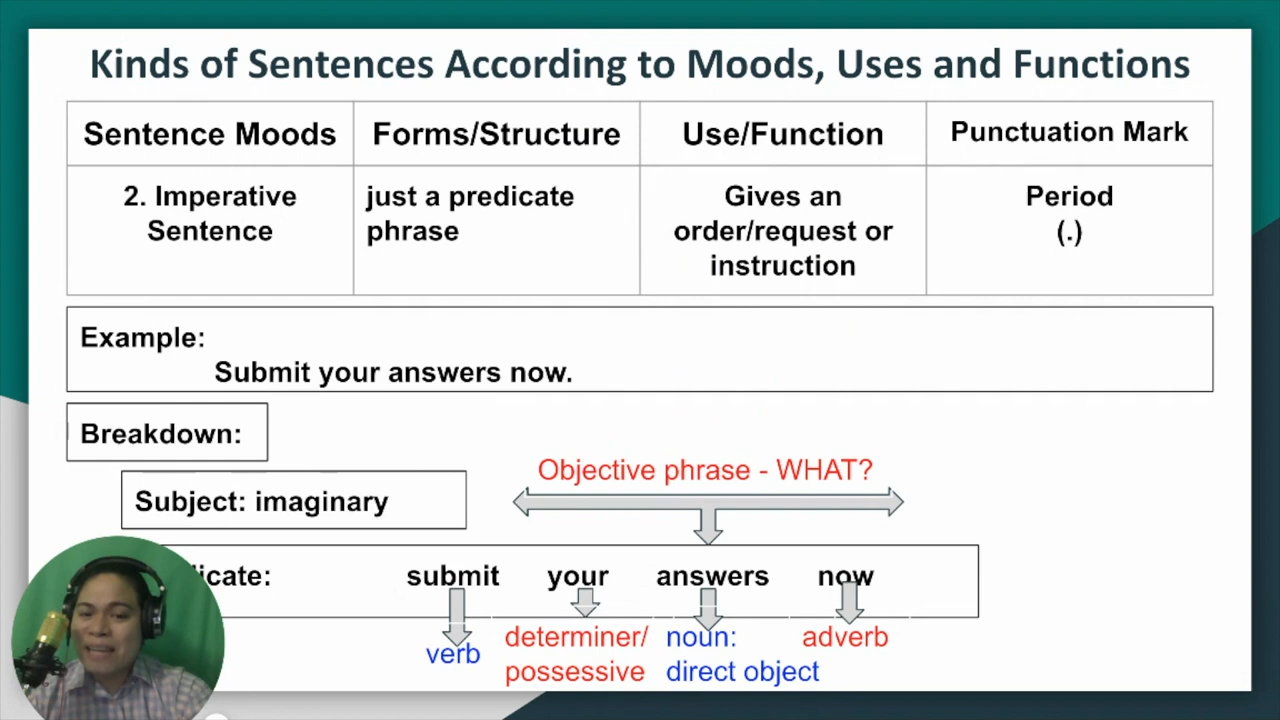 Kinds of Sentences According to Moods, Uses and Functions
Sentence Moods
Forms/Structure
Use/Function
Punctuation Mark
2. Imperative
Sentence
just a predicate
phrase
Gives an
order/request or
instruction
Period
(.)
Example:
Submit your answers now.
Breakdown:
Objective phrase - WHAT?
Subject: imaginary
submit your answers now
verb
determiner/
possessive
noun:
direct object
adverb